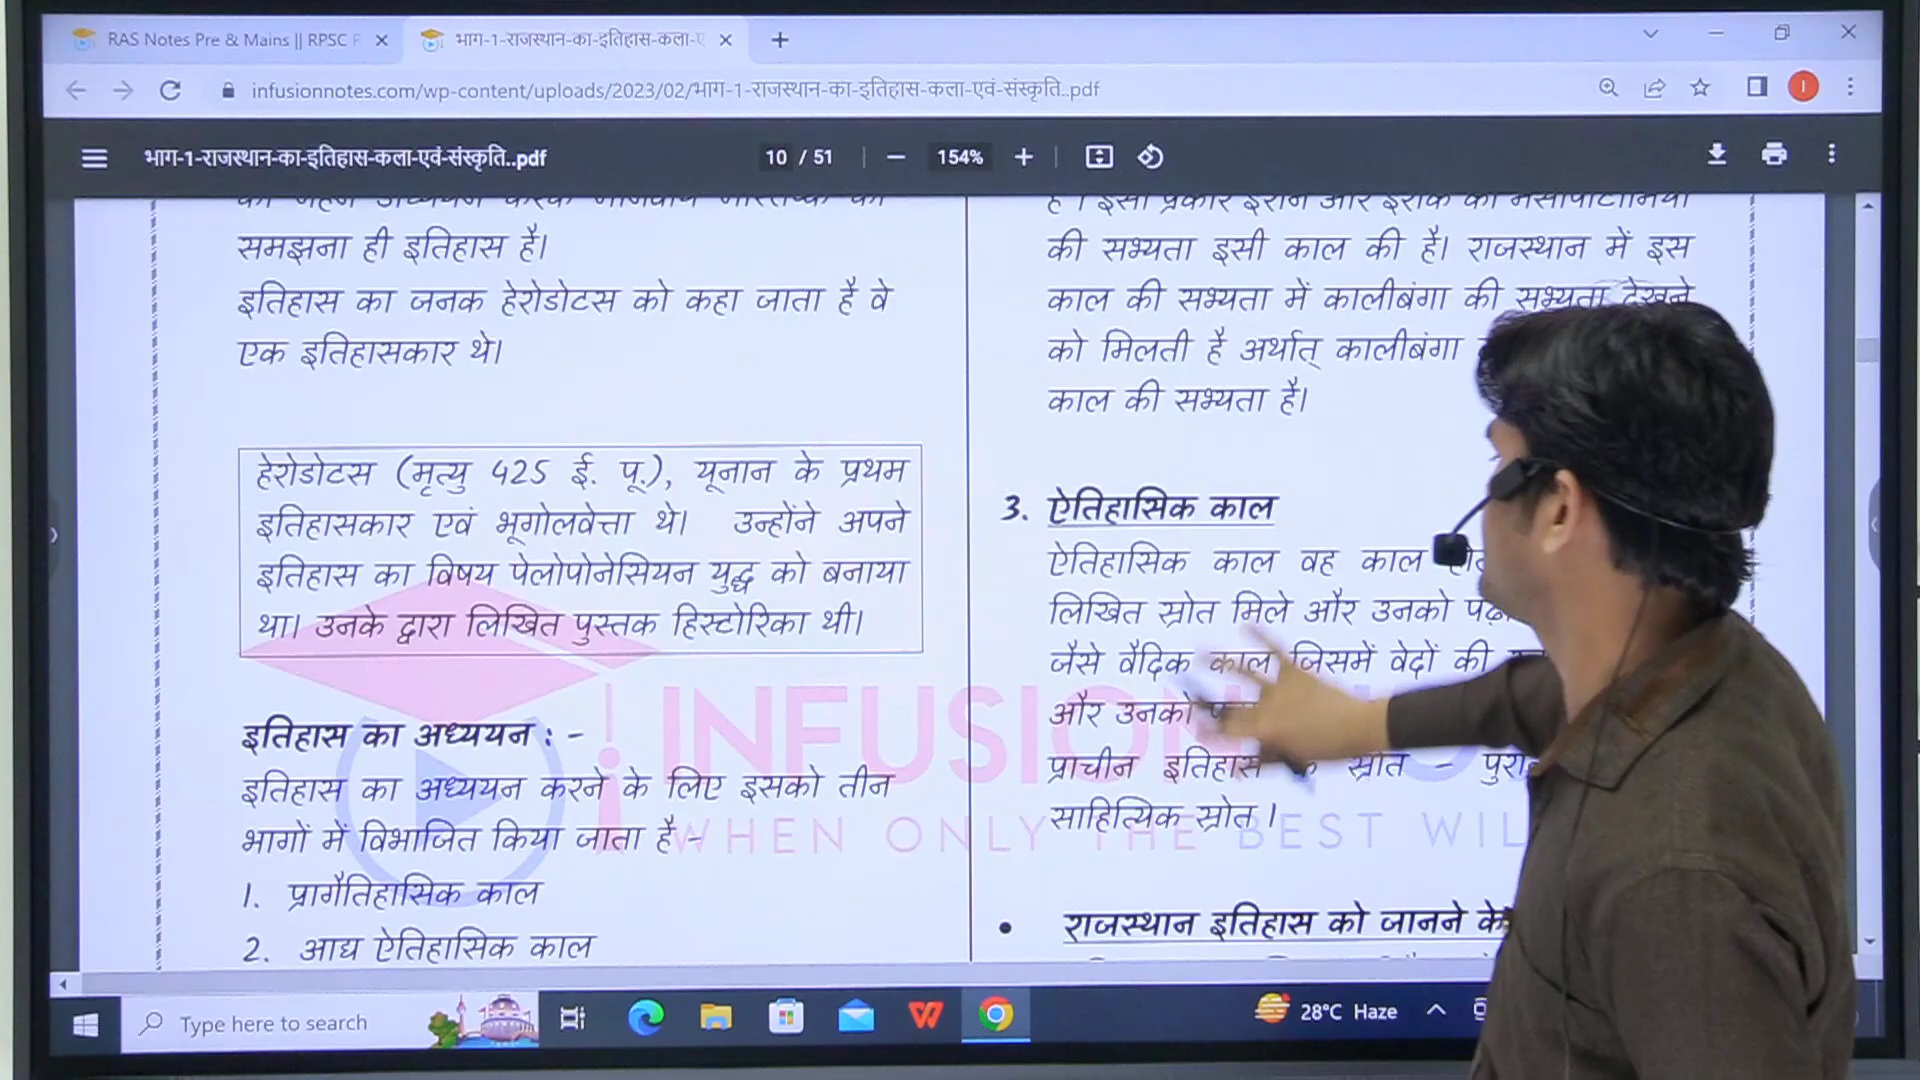 RAS Notes Pre & Mains || RPSC
भाग-1-राजस्थान-का-इतिहास-कला-ए
infusionnotes.com/wp-content/uploads/2023/02/भाग-1-राजस्थान-का-इतिहास-कला-एवं-संस्कृति..pdf
I
भाग-1-राजस्थान-का-इतिहास-कला-एवं-संस्कृति..pdf
10 / 51
154%
समझना ही इतिहास है।
इतिहास का जनक हेरोडोटस को कहा जाता है वे
एक इतिहासकार थे।
हेरोडोटस (मृत्यु 425 ई. पू.), यूनान के प्रथम
इतिहासकार एवं भूगोलवेत्ता थे। उन्होंने अपने
इतिहास का विषय पेलोपोनेसियन युद्ध को बनाया
था। उनके द्वारा लिखित पुस्तक हिस्टोरिका थी।
इतिहास का अध्ययन : -
इतिहास का अध्ययन करने के लिए इसको तीन
भागों में विभाजित किया जाता है -
1. प्रागैतिहासिक काल
2. आद्य ऐतिहासिक काल
है । इसी प्रकार ईरान और इराक की मेसोपोटामिया
की सभ्यता इसी काल की है। राजस्थान में इस
काल की सभ्यता में कालीबंगा की सभ्यता देखने
को मिलती है अर्थात् कालीबंगा
काल की सभ्यता है।
3. ऐतिहासिक काल
ऐतिहासिक काल वह काल
लिखित स्रोत मिले और उनको
जैसे वैदिक काल जिसमें वेदों की
और उनको
प्राचीन इतिहास के स्रोत -
साहित्यिक स्रोत ।
• राजस्थान इतिहास को जानने के
INFUSION
WHEN ONLY THE BEST WIL
Type here to search
28°C Haze